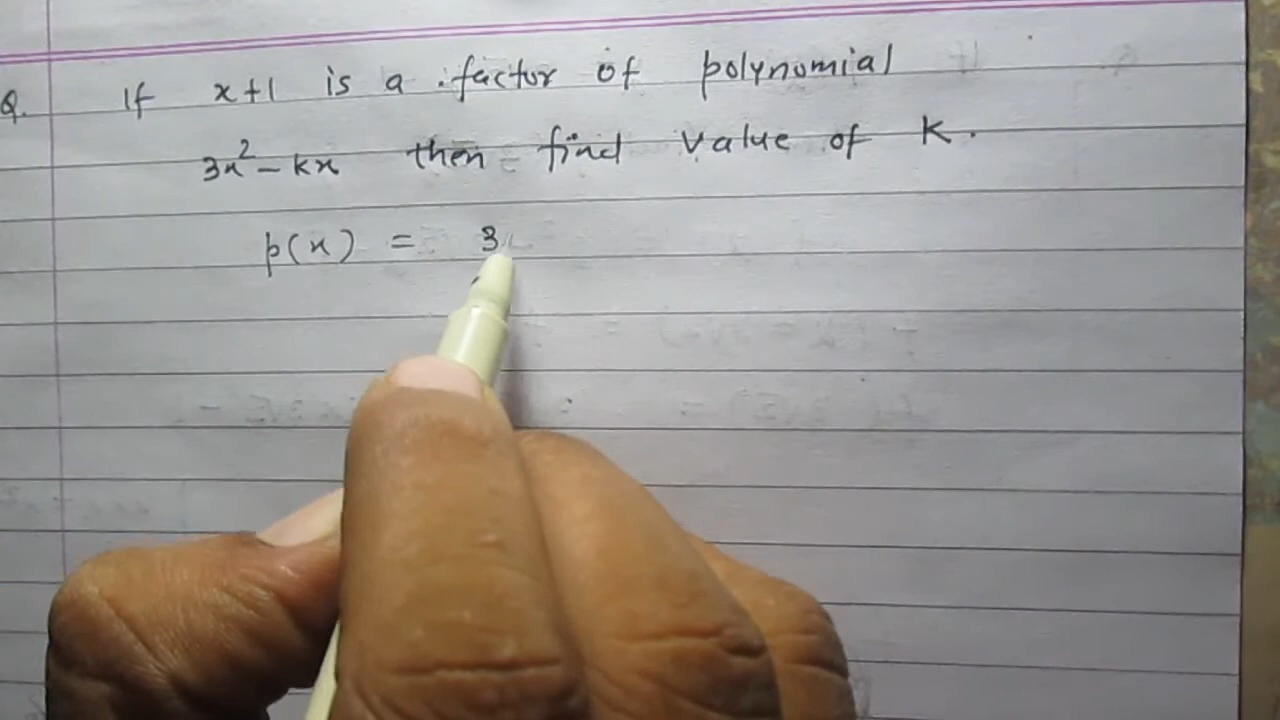 Q. If x+1 is a factor of polynomial
3x² - kx then find value of K.
p(x) = 3